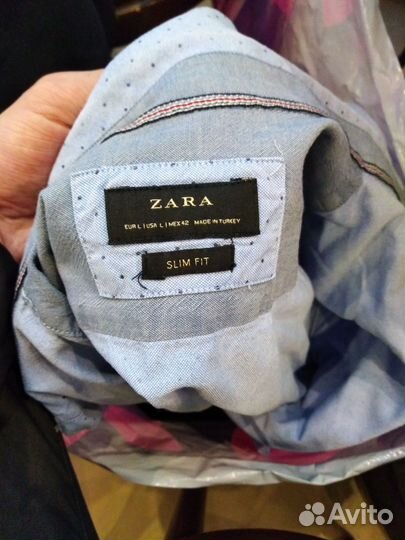 ZARA
EUR L | USA L | MEX 42 MADE IN TURKEY
SLIM FIT
Avito